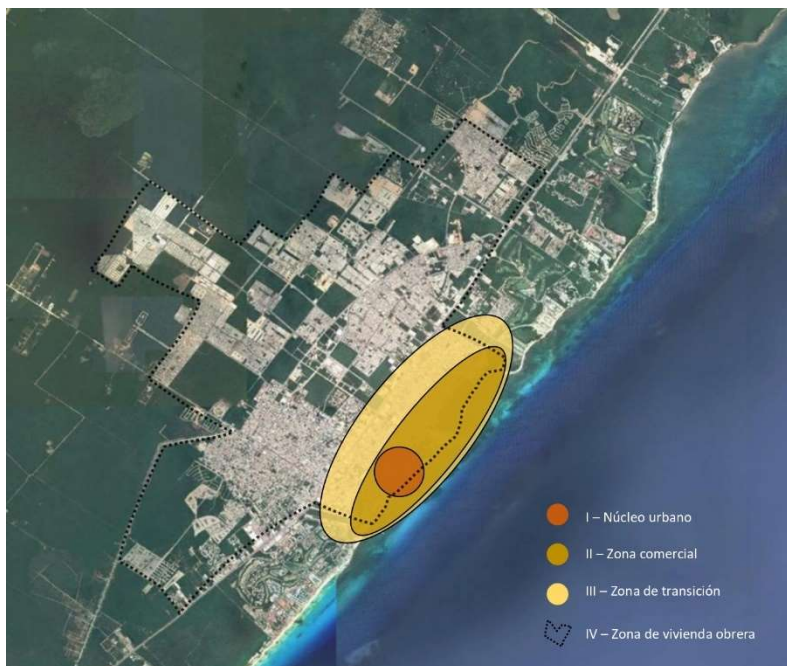 I – Núcleo urbano
II – Zona comercial
III – Zona de transición
IV – Zona de vivienda obrera